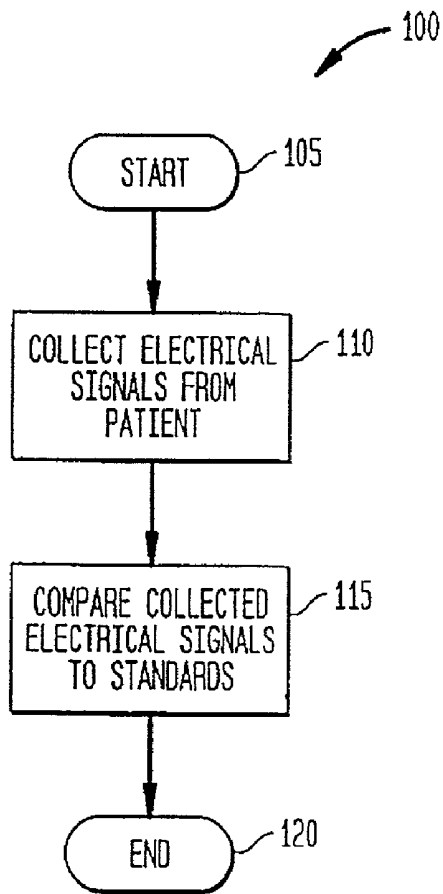 100
START
105
COLLECT ELECTRICAL
SIGNALS FROM
PATIENT
110
COMPARE COLLECTED
ELECTRICAL SIGNALS
TO STANDARDS
115
END
120